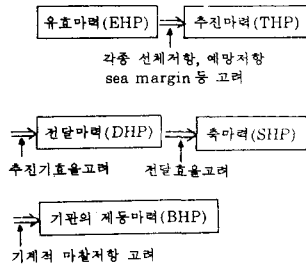 유효마력(EHP) 추진마력(THP)
각종 선체저항, 예망저항
sea margin 등 고려
전달마력(DHP) 축마력(SHP)
추진기효율고려 전달효율고려
기관의 제동마력(BHP)
기계적 마찰저항 고려